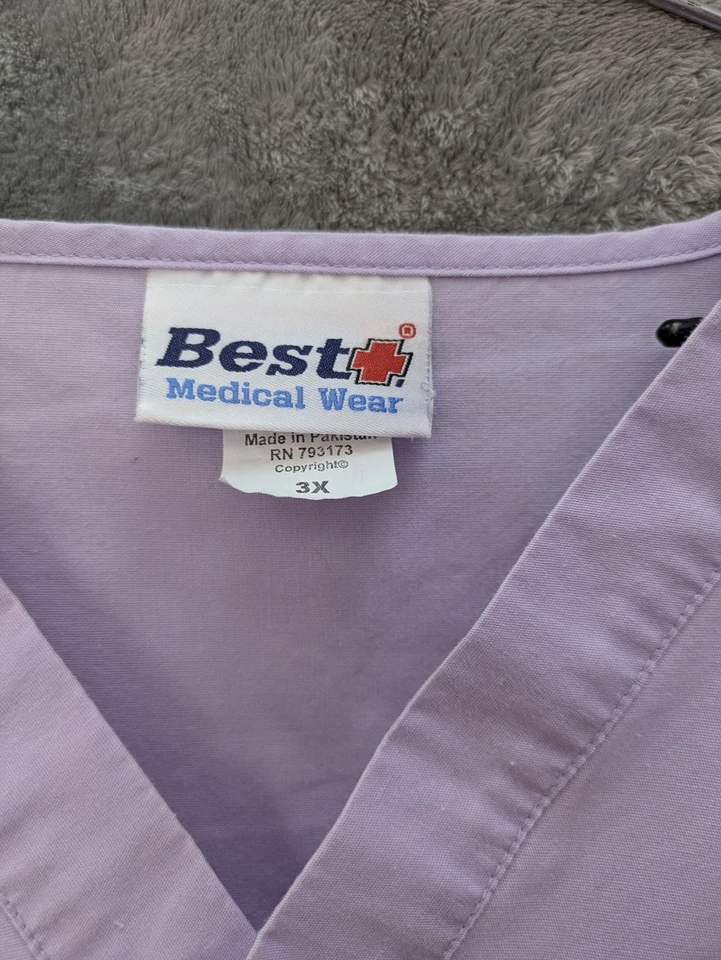 Best
Medical Wear
Made in Pakistan
RN 793173
Copyright©
3X